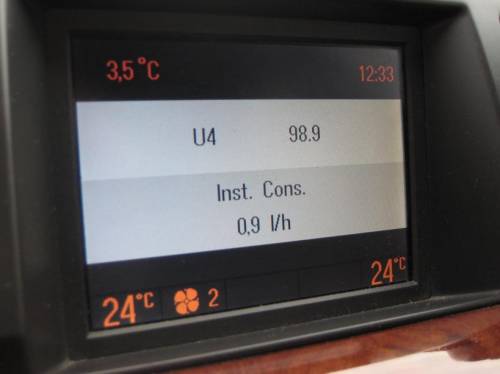 3,5°C 12:33
U4 98.9
Inst. Cons.
0,9 l/h
24°C 2 24°C